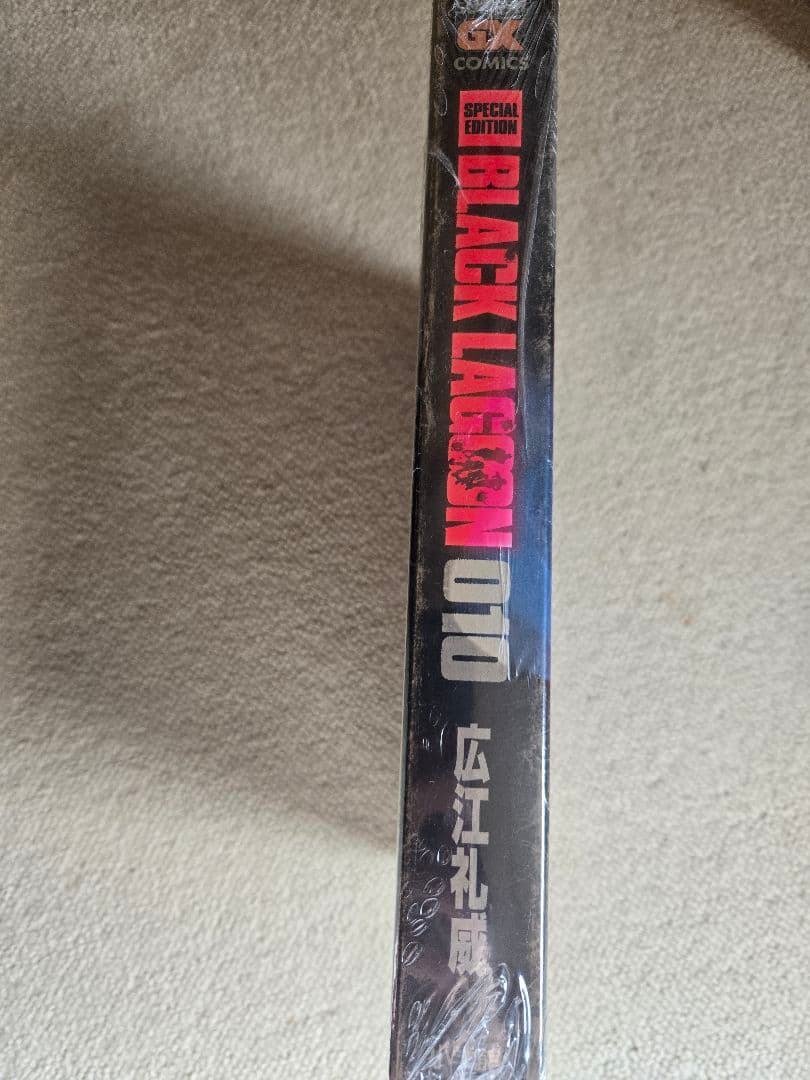 GX
COMICS
SPECIAL
EDITION
BLACK LAGOON
010
広江礼威